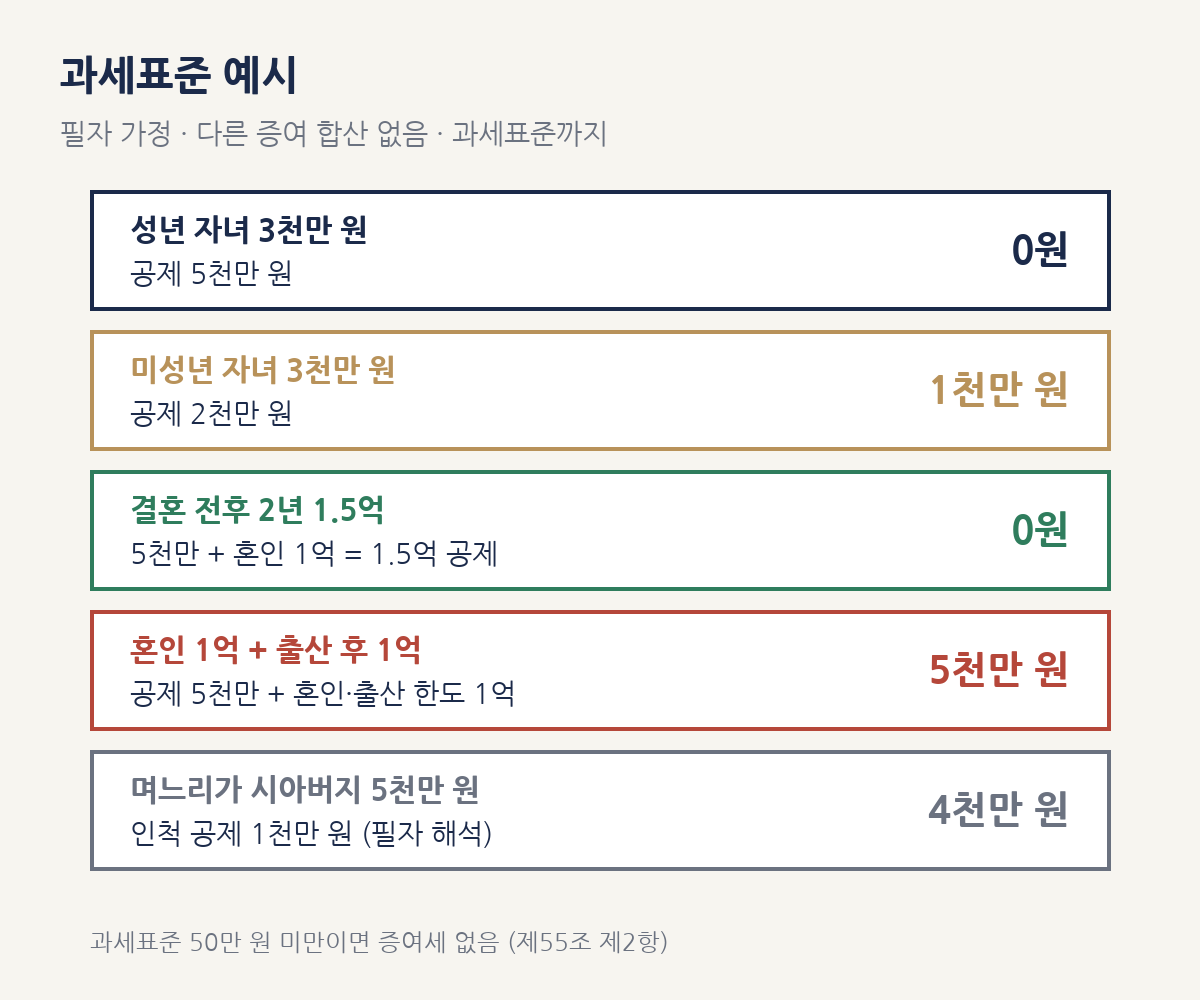 과세표준 예시
필자 가정 · 다른 증여 합산 없음 · 과세표준까지
성년 자녀 3천만 원
공제 5천만 원
0원
미성년 자녀 3천만 원
공제 2천만 원
1천만 원
결혼 전후 2년 1.5억
5천만 + 혼인 1억 = 1.5억 공제
0원
혼인 1억 + 출산 후 1억
공제 5천만 + 혼인·출산 한도 1억
5천만 원
며느리가 시아버지 5천만 원
인척 공제 1천만 원 (필자 해석)
4천만 원
과세표준 50만 원 미만이면 증여세 없음 (제55조 제2항)